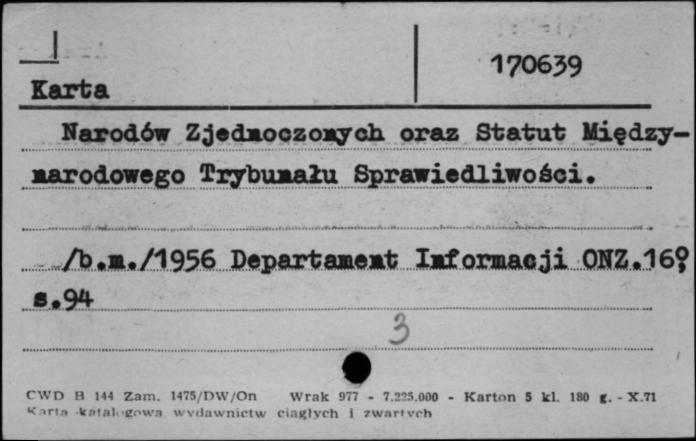 170639
Karta
Narodów Zjednoczonych oraz Statut Między-
narodowego Trybunału Sprawiedliwości.
/b.m./1956 Departament Informacji ONZ.16º
s.94
3
CWD B 144 Zam. 1475/DW/On Wrak 977 - 7.225.000 - Karton 5 kl. 180 g. - X.71
Karta katalogowa wydawnictw ciągłych i zwartych